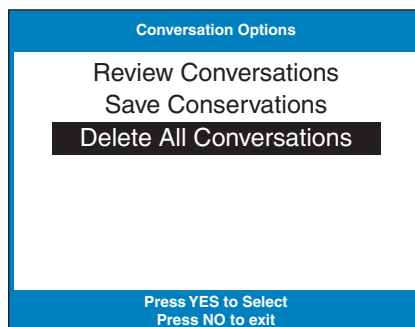 Conversation Options
Review Conversations
Save Conservations
Delete All Conversations
Press YES to Select
Press NO to exit